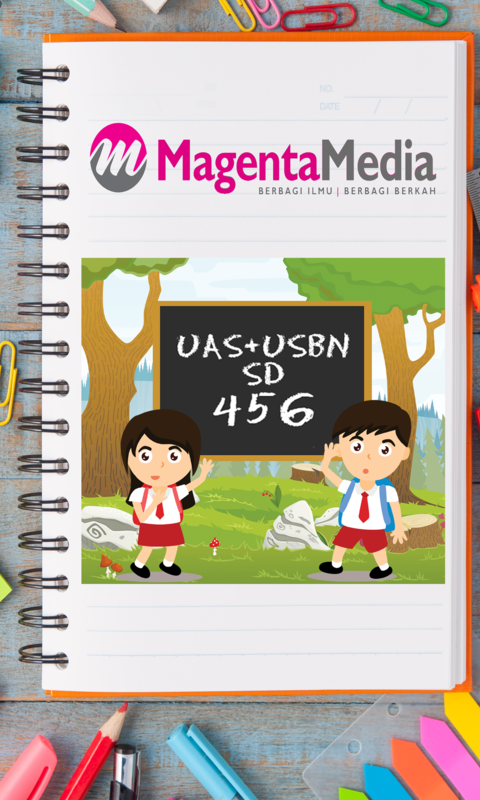 NO.
DATE: / /
m MagentaMedia
BERBAGI ILMU | BERBAGI BERKAH
UAS+USBN
SD
456